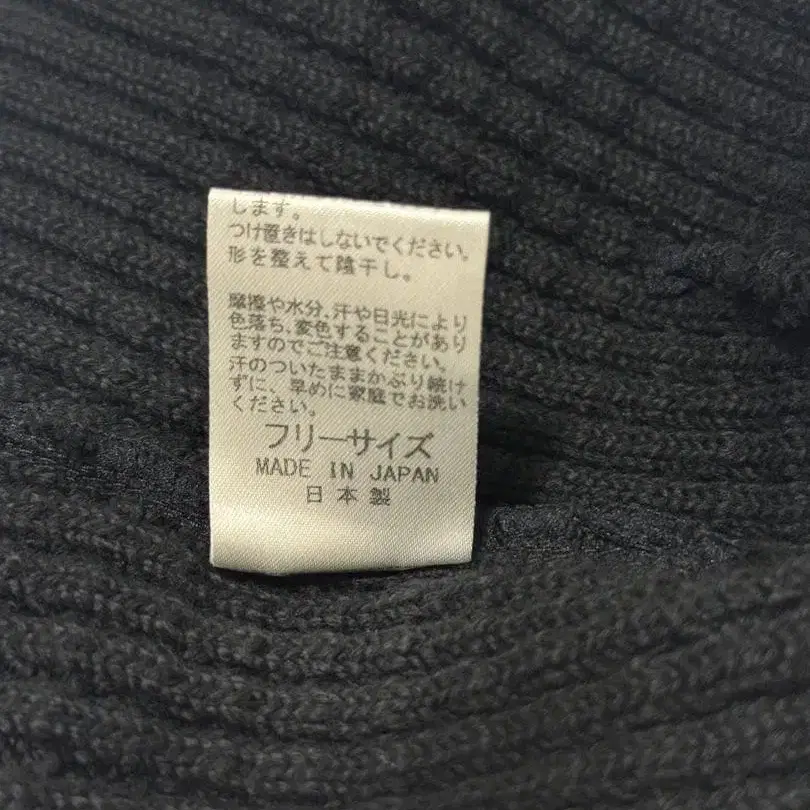 します。
つけ置きはしないでください。
形を整えて陰干し。
摩擦や水分、汗や日光により
色落ち、変色することがあり
ますのでご注意ください。
汗のついたままかぶり続け
ずに、早めに家庭でお洗い
ください。
フリーサイズ
MADE IN JAPAN
日本製